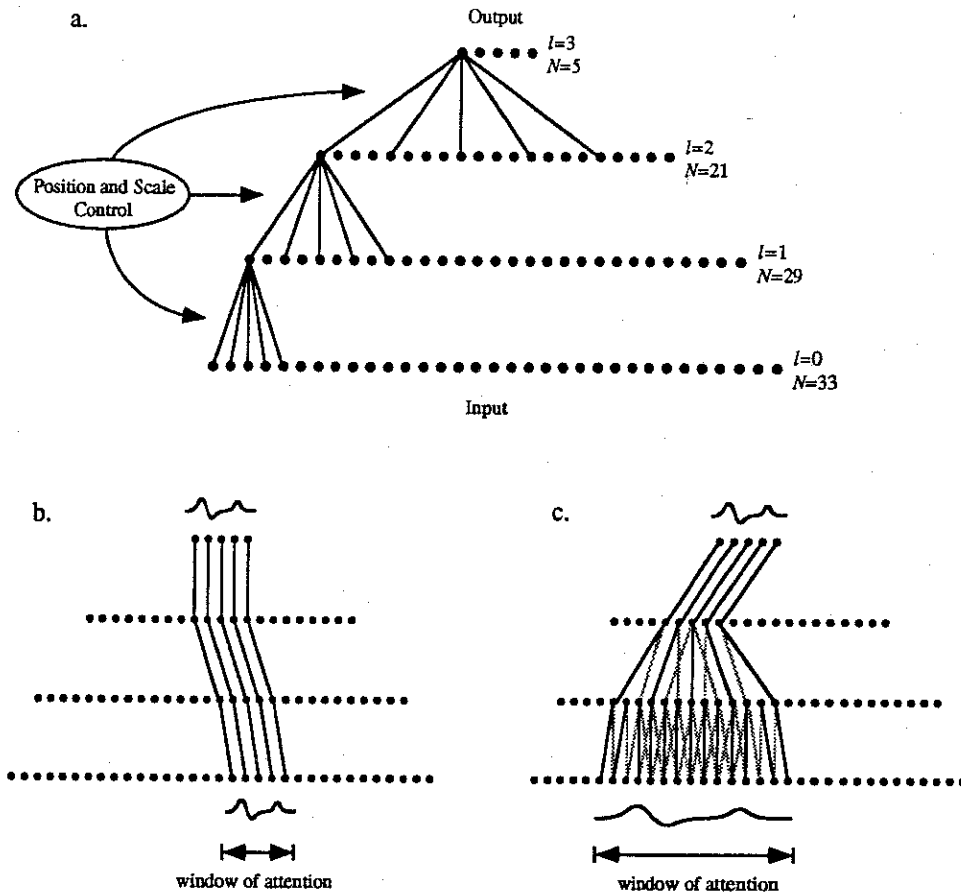 a.
Output
l=3
N=5
l=2
N=21
Position and Scale
Control
l=1
N=29
l=0
N=33
Input
b.
c.
window of attention
window of attention